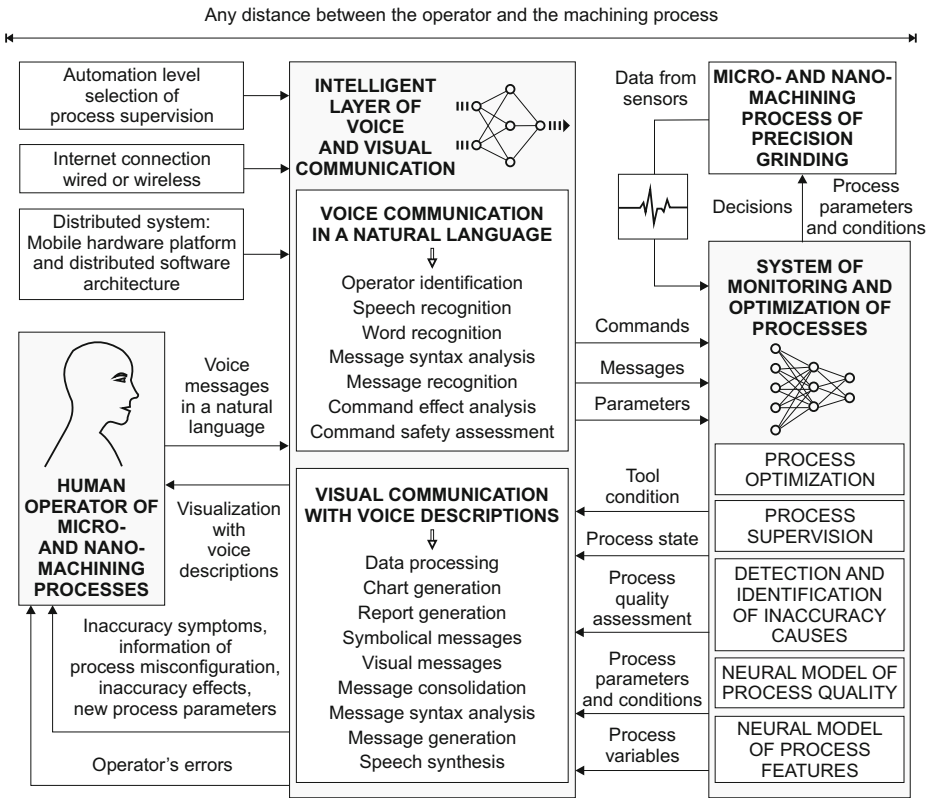 Any distance between the operator and the machining process
Automation level
selection of
process supervision
Internet connection
wired or wireless
Distributed system:
Mobile hardware platform
and distributed software
architecture
INTELLIGENT
LAYER OF
VOICE
AND VISUAL
COMMUNICATION
Data from
sensors
MICRO- AND NANO-
MACHINING
PROCESS OF
PRECISION
GRINDING
Decisions
Process
parameters
and conditions
VOICE COMMUNICATION
IN A NATURAL LANGUAGE
Operator identification
Speech recognition
Word recognition
Message syntax analysis
Message recognition
Command effect analysis
Command safety assessment
Commands
Messages
Parameters
SYSTEM OF
MONITORING AND
OPTIMIZATION OF
PROCESSES
PROCESS
OPTIMIZATION
PROCESS
SUPERVISION
DETECTION AND
IDENTIFICATION
OF INACCURACY
CAUSES
NEURAL MODEL OF
PROCESS QUALITY
NEURAL MODEL
OF PROCESS
FEATURES
Voice
messages
in a natural
language
HUMAN
OPERATOR OF
MICRO-
AND NANO-
MACHINING
PROCESSES
Visualization
with
voice
descriptions
VISUAL COMMUNICATION
WITH VOICE DESCRIPTIONS
Data processing
Chart generation
Report generation
Symbolical messages
Visual messages
Message consolidation
Message syntax analysis
Message generation
Speech synthesis
Tool
condition
Process state
Process
quality
assessment
Process
parameters
and conditions
Process
variables
Inaccuracy symptoms,
information of
process misconfiguration,
inaccuracy effects,
new process parameters
Operator's errors